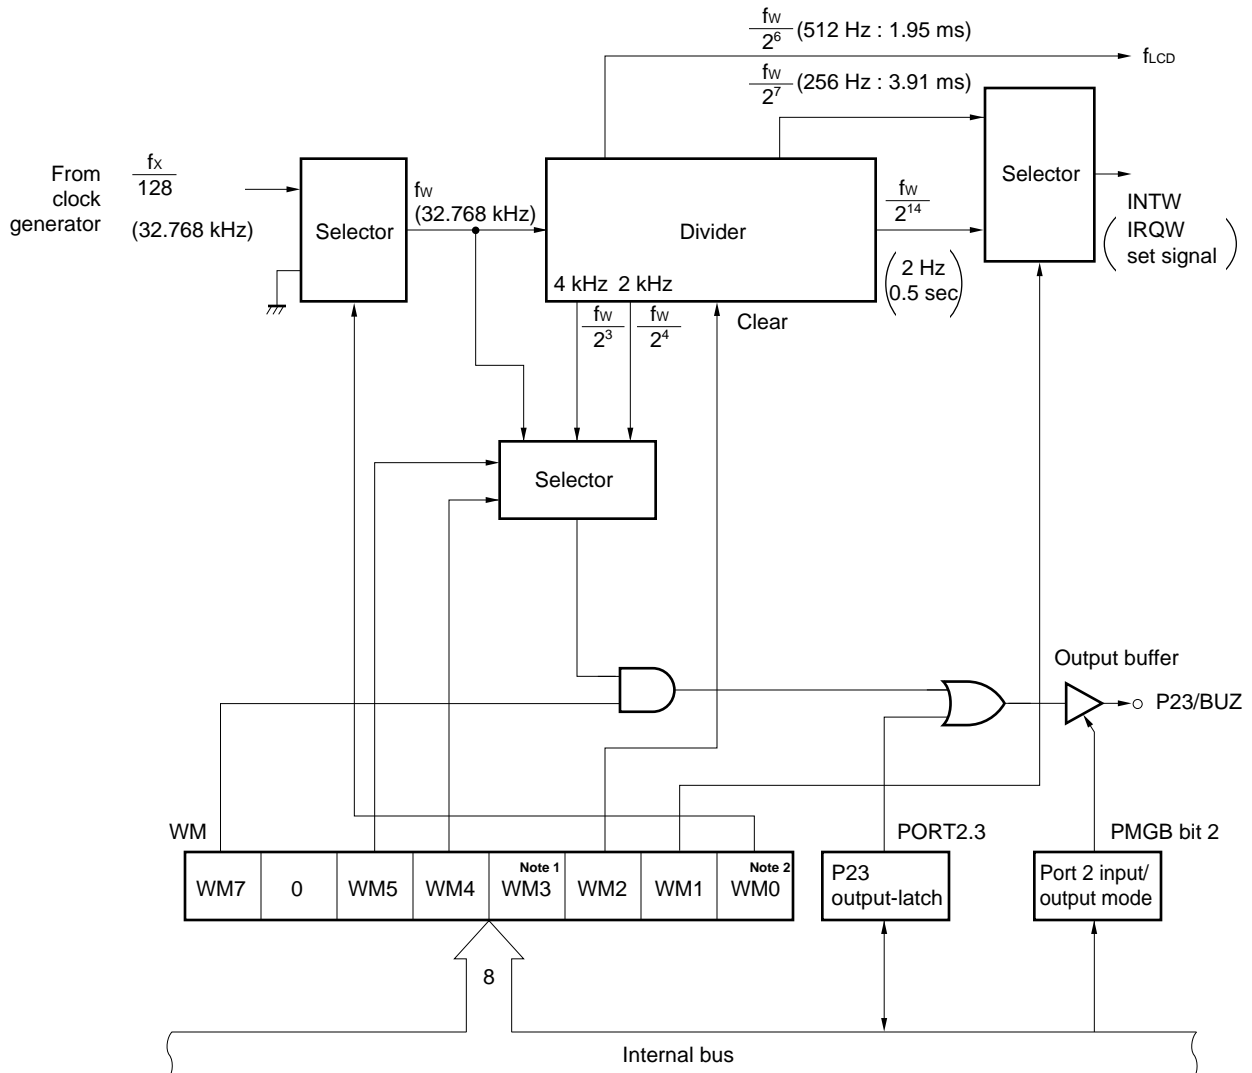 fW
2^6 (512 Hz : 1.95 ms)
fLCD
fW
2^7 (256 Hz : 3.91 ms)
From
clock
generator
fX
128
(32.768 kHz)
Selector
fW
(32.768 kHz)
Divider
4 kHz 2 kHz
fW
2^3
fW
2^4
Clear
fW
2^14
(2 Hz
0.5 sec)
Selector
INTW
(IRQW
set signal)
Selector
Output buffer
P23/BUZ
WM
PORT2.3
PMGB bit 2
WM7
0
WM5
WM4
Note 1
WM3
WM2
WM1
Note 2
WM0
P23
output-latch
Port 2 input/
output mode
8
Internal bus